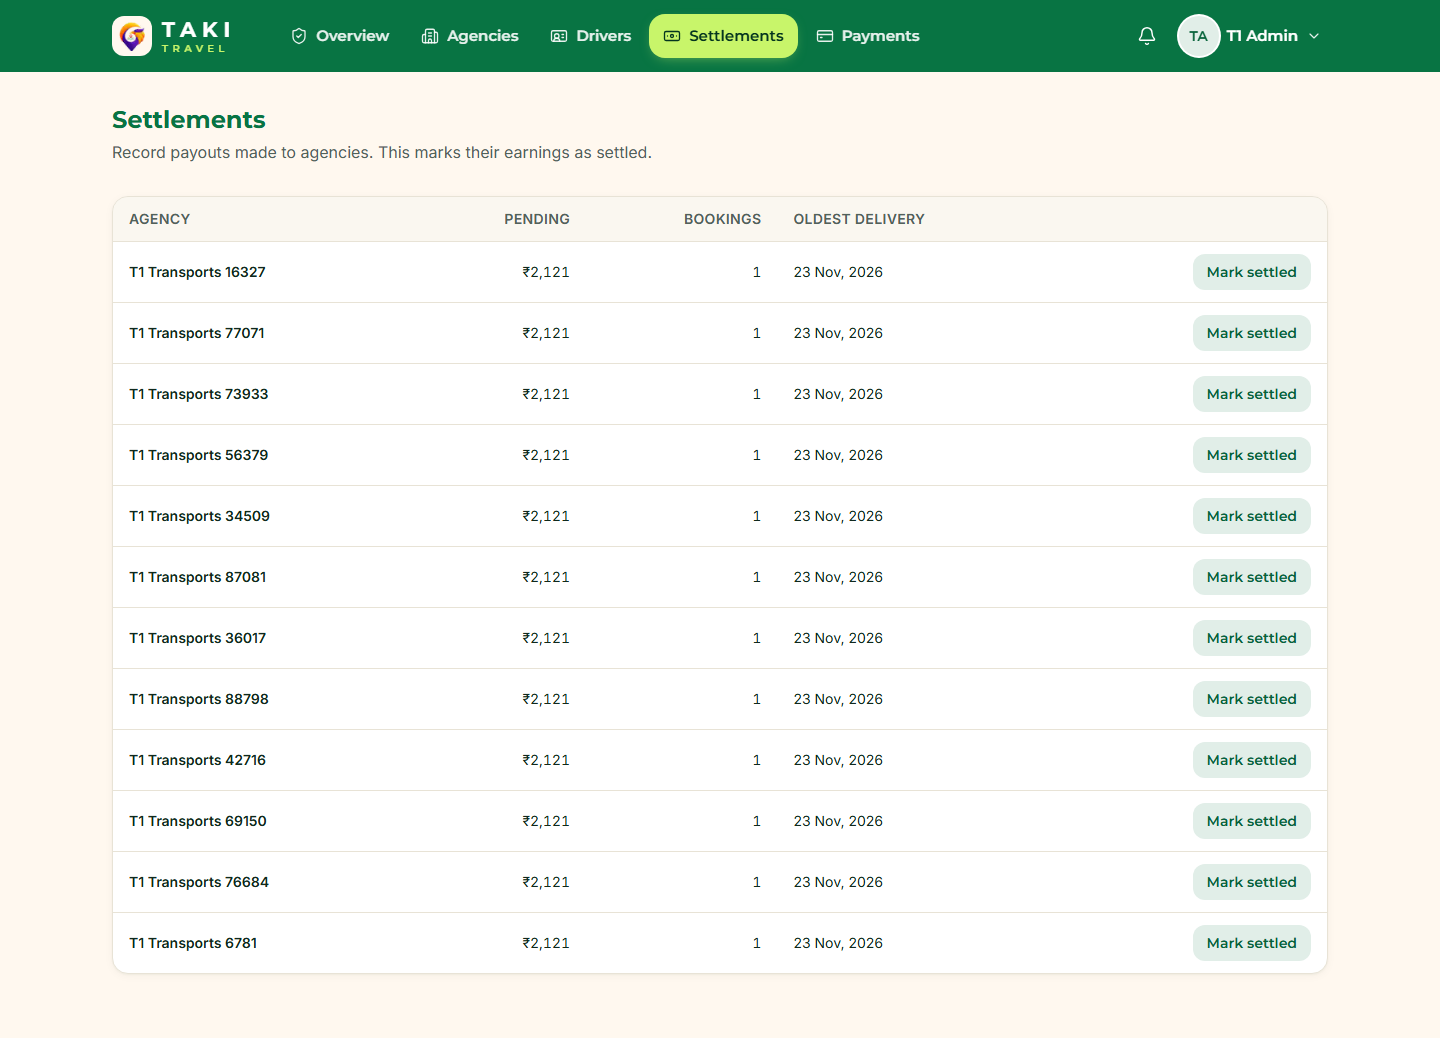 TAKI
TRAVEL
Overview
Agencies
Drivers
Settlements
Payments
TA
T1 Admin
Settlements
Record payouts made to agencies. This marks their earnings as settled.
AGENCY PENDING BOOKINGS OLDEST DELIVERY
T1 Transports 16327 ₹2,121 1 23 Nov, 2026 Mark settled
T1 Transports 77071 ₹2,121 1 23 Nov, 2026 Mark settled
T1 Transports 73933 ₹2,121 1 23 Nov, 2026 Mark settled
T1 Transports 56379 ₹2,121 1 23 Nov, 2026 Mark settled
T1 Transports 34509 ₹2,121 1 23 Nov, 2026 Mark settled
T1 Transports 87081 ₹2,121 1 23 Nov, 2026 Mark settled
T1 Transports 36017 ₹2,121 1 23 Nov, 2026 Mark settled
T1 Transports 88798 ₹2,121 1 23 Nov, 2026 Mark settled
T1 Transports 42716 ₹2,121 1 23 Nov, 2026 Mark settled
T1 Transports 69150 ₹2,121 1 23 Nov, 2026 Mark settled
T1 Transports 76684 ₹2,121 1 23 Nov, 2026 Mark settled
T1 Transports 6781 ₹2,121 1 23 Nov, 2026 Mark settled